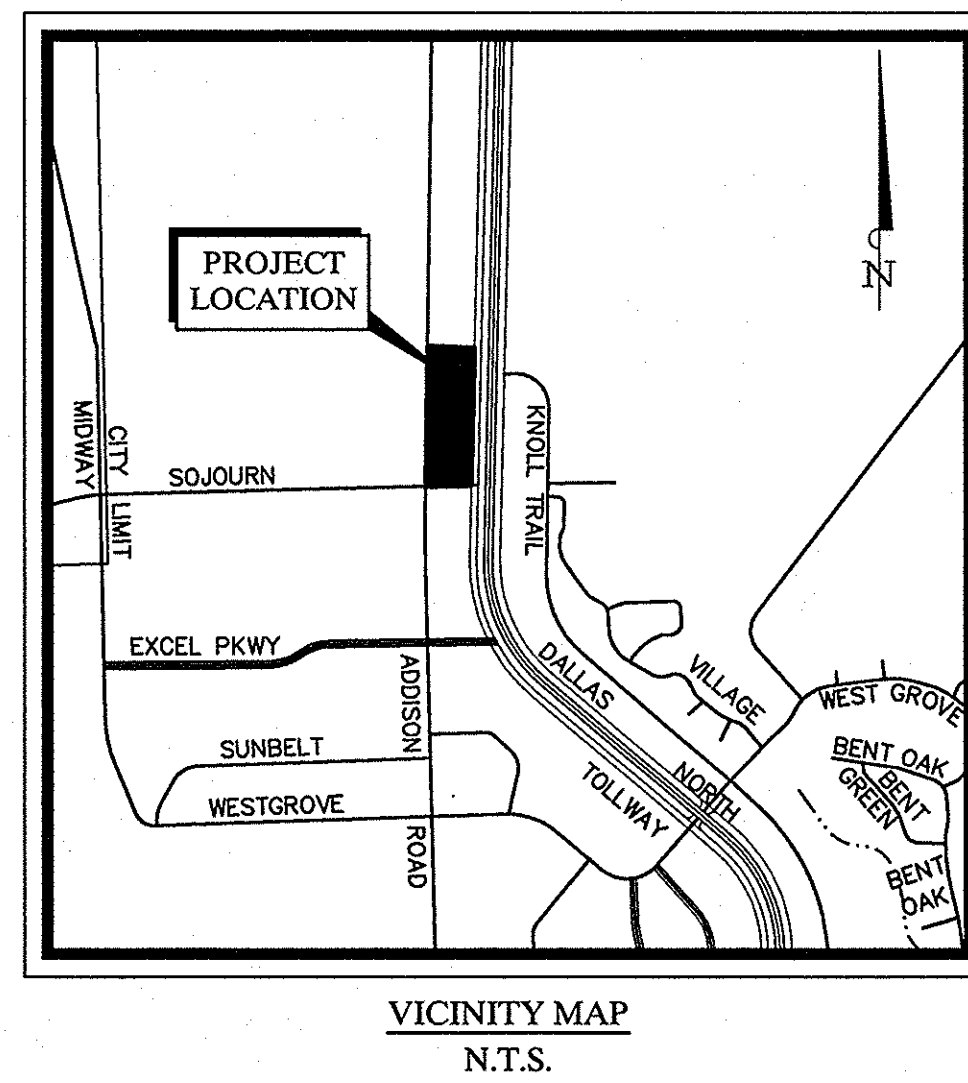 PROJECT
LOCATION
N
KNOLL TRAIL
MIDWAY
CITY LIMIT
SOJOURN
EXCEL PKWY
ADDISON
ROAD
DALLAS
NORTH
TOLLWAY
VILLAGE
WEST GROVE
BENT OAK
BENT
GREEN
SUNBELT
WESTGROVE
BENT
OAK
VICINITY MAP
N.T.S.